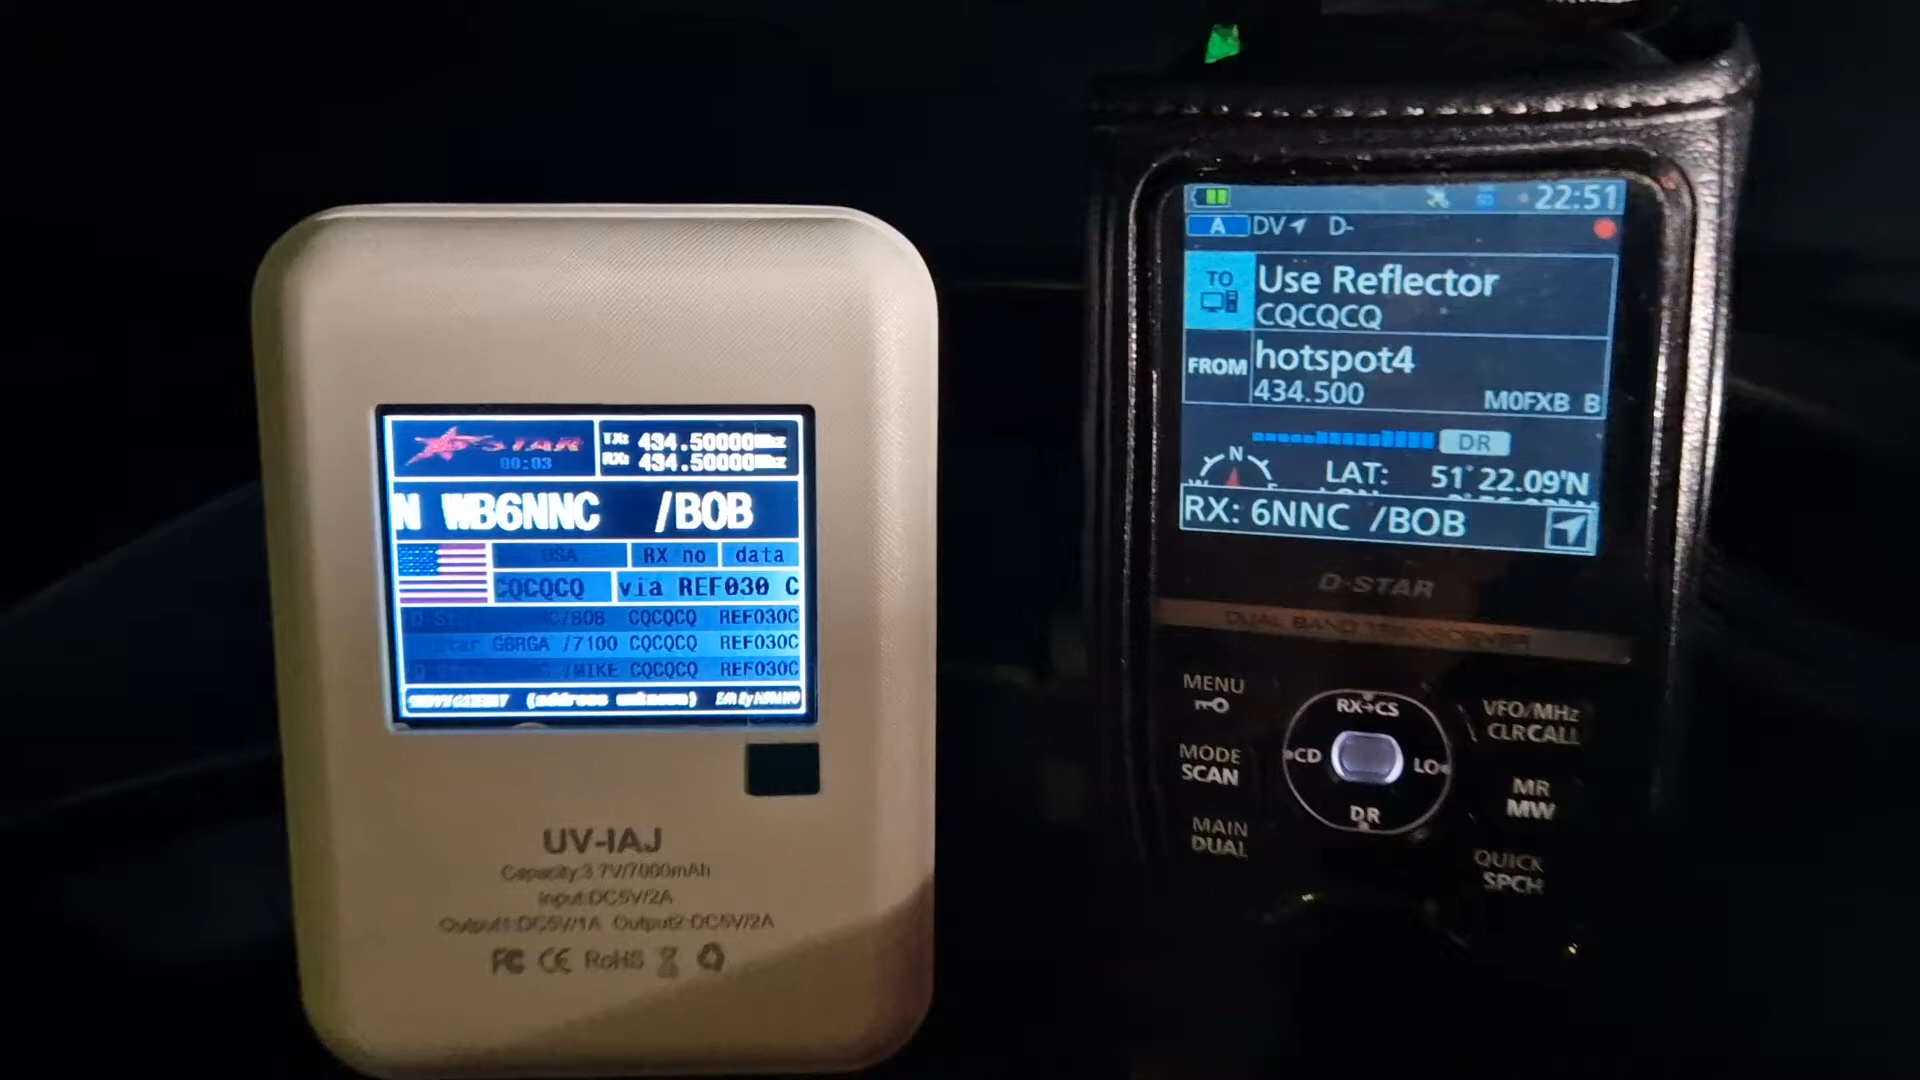 STAR
00:03
TX: 434.50000Mhz
RX: 434.50000Mhz
N WB6NNC /BOB
USA RX no data
CQCQCQ via REF030 C
D-Star C/BOB CQCQCQ REF030C
Star G6RGA /7100 CQCQCQ REF030C
/MIKE CQCQCQ REF030C
(address unknown)
UV-IAJ
Capacity:3.7V/7000mAh
Input:DC5V/2A
Output1:DC5V/1A Output2:DC5V/2A
FC CE RoHS
22:51
A DV D-
TO Use Reflector
CQCQCQ
FROM hotspot4
434.500 M0FXB B
DR
N
LAT: 51°22.09'N
RX: 6NNC /BOB
D-STAR
DUAL BAND TRANSCEIVER
MENU
RX→CS
VFO/MHz
CLR CALL
MODE
SCAN
CD
LO
MR
MW
DR
MAIN
DUAL
QUICK
SPCH